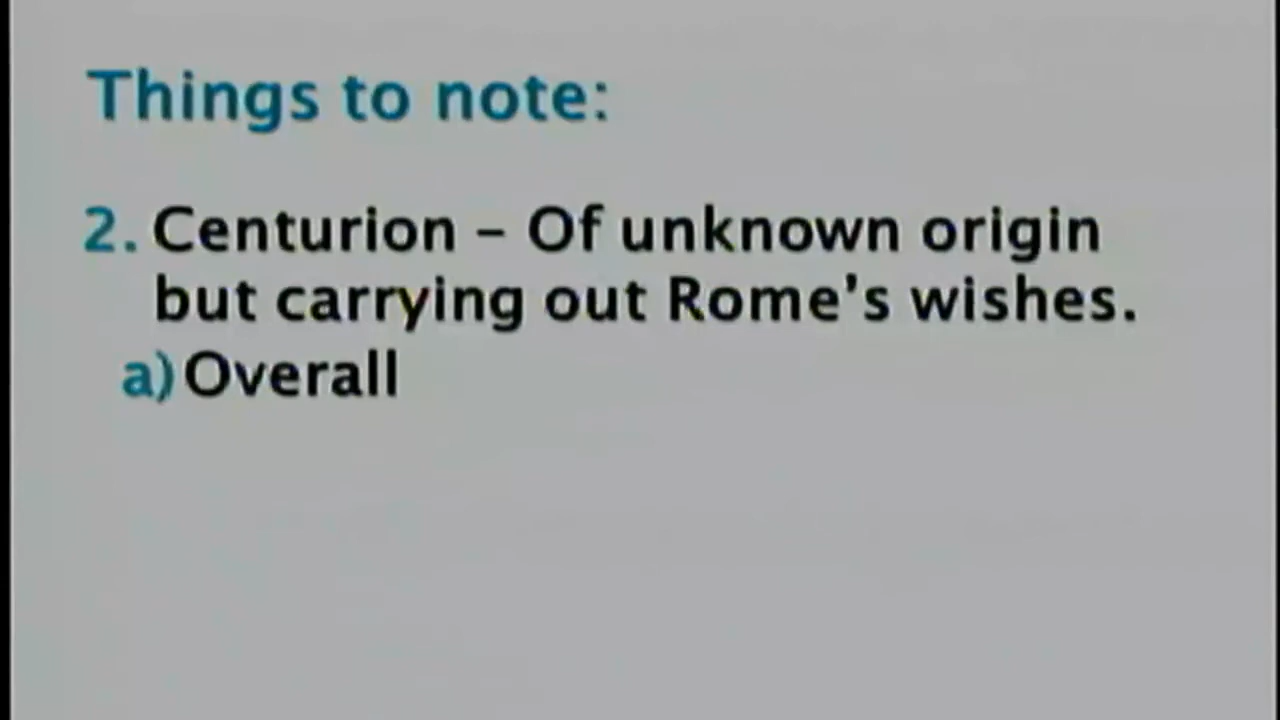 Things to note:
2. Centurion – Of unknown origin
but carrying out Rome's wishes.
a) Overall